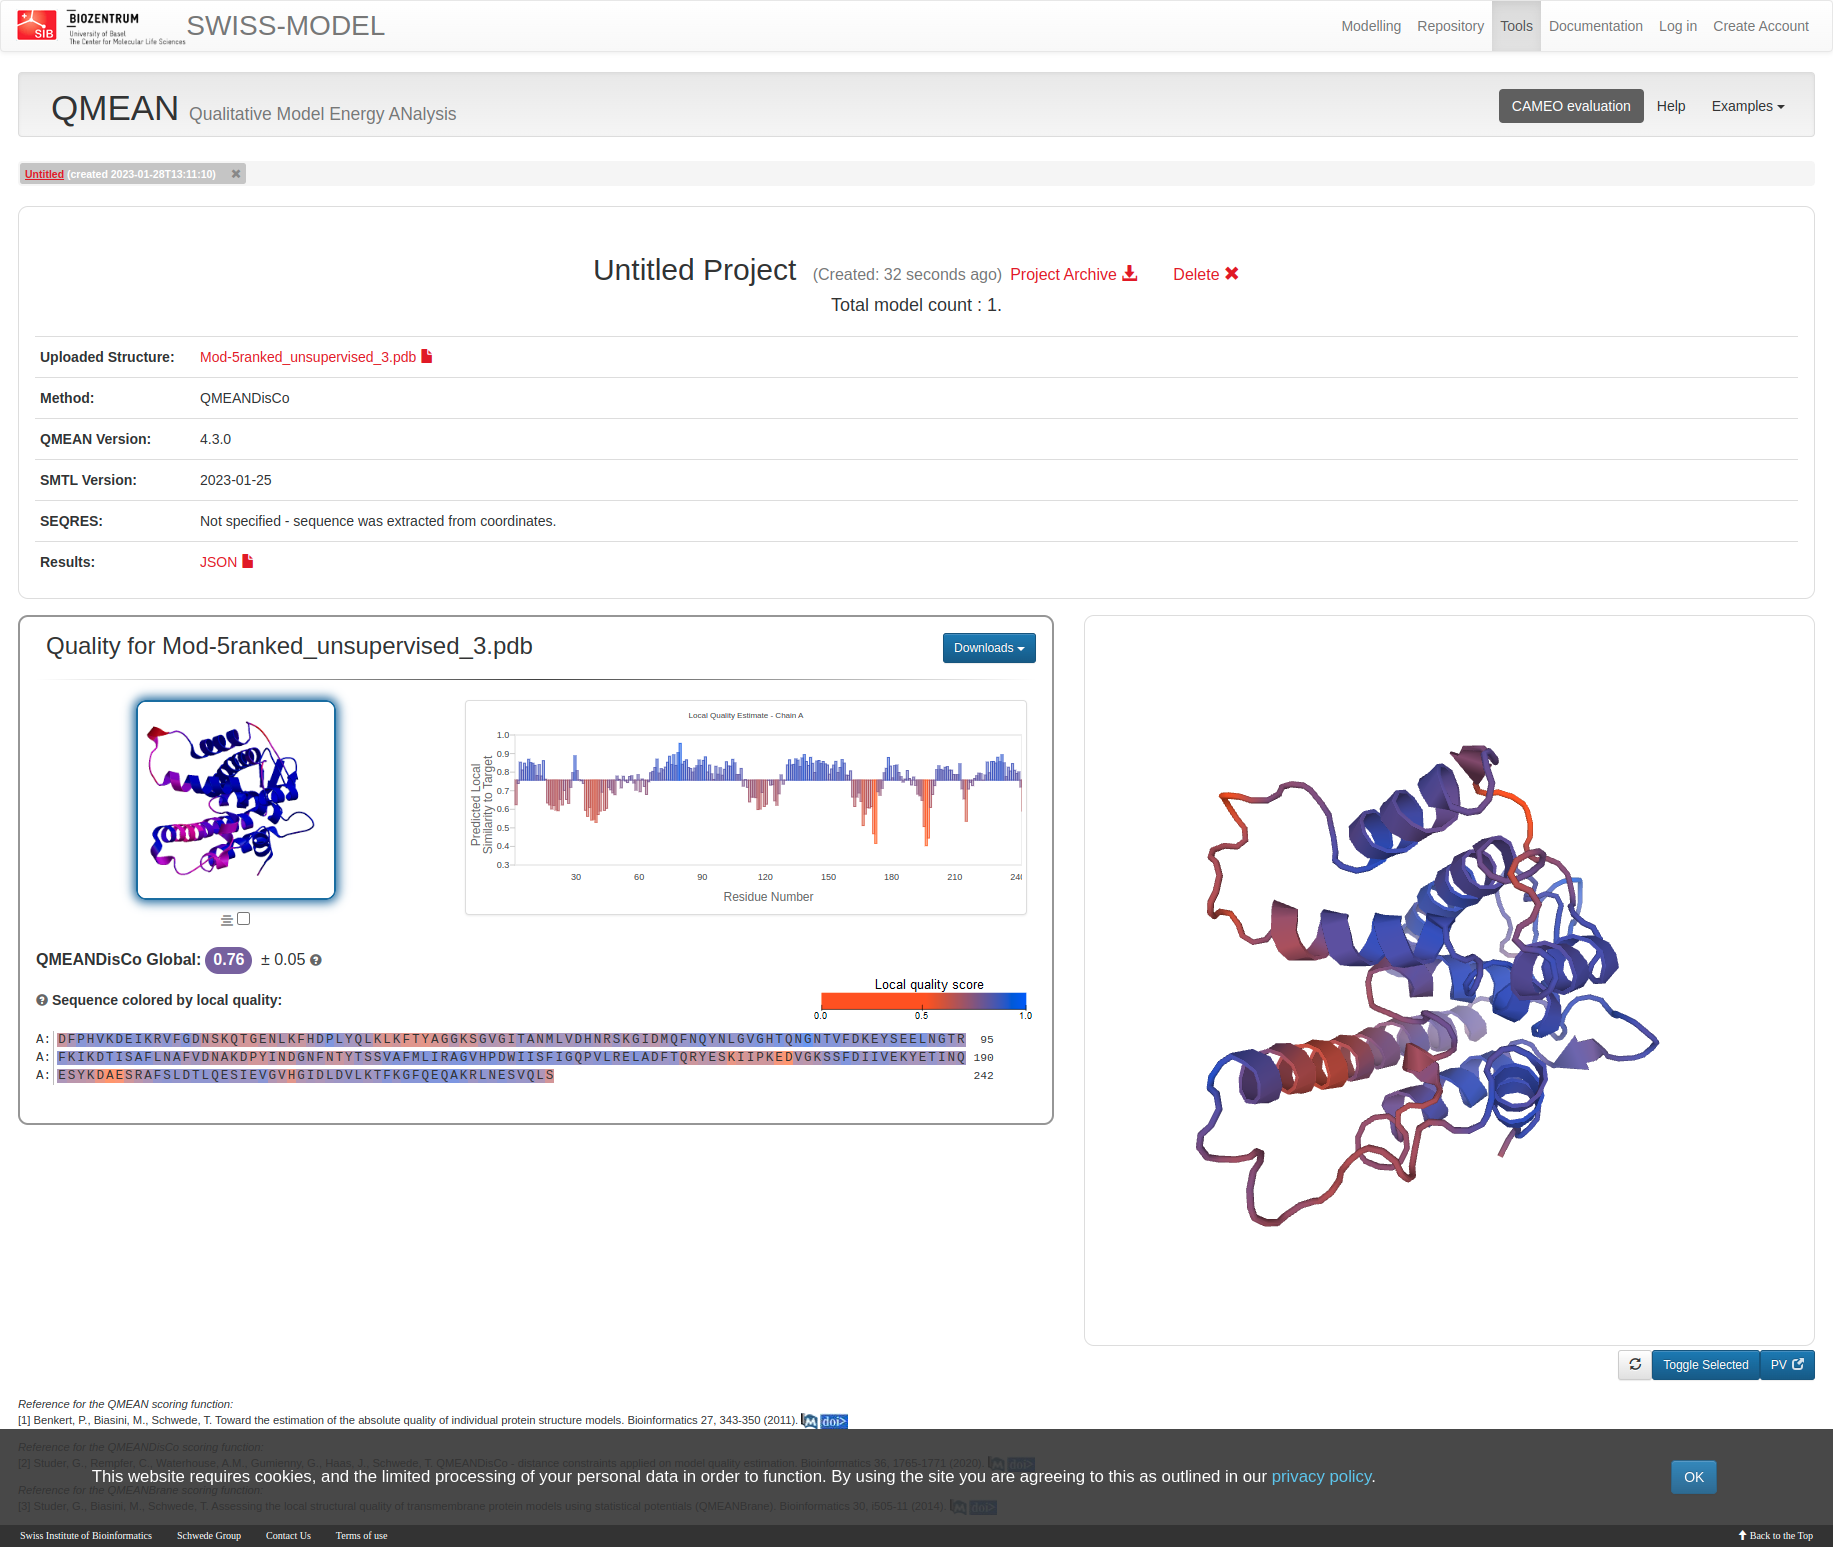 SIB
BIOZENTRUM
University of Basel
The Center for Molecular Life Sciences
SWISS-MODEL
Modelling Repository Tools Documentation Log in Create Account
QMEAN Qualitative Model Energy ANalysis
CAMEO evaluation Help Examples
Untitled (created 2023-01-28T13:11:10)
Untitled Project (Created: 32 seconds ago) Project Archive Delete
Total model count : 1.
Uploaded Structure: Mod-5ranked_unsupervised_3.pdb
Method: QMEANDisCo
QMEAN Version: 4.3.0
SMTL Version: 2023-01-25
SEQRES: Not specified - sequence was extracted from coordinates.
Results: JSON
Quality for Mod-5ranked_unsupervised_3.pdb
Downloads
Local Quality Estimate - Chain A
Predicted Local
Similarity to Target
1.0
0.9
0.8
0.7
0.6
0.5
0.4
0.3
30 60 90 120 150 180 210 240
Residue Number
QMEANDisCo Global: 0.76 ± 0.05
Sequence colored by local quality:
Local quality score
0.0 0.5 1.0
A: DFPHVKDEIKRVFGDNSKQTGENLKFHDPLYQLKLKFTYAGGKSGVGITANMLVDHNRSKGIDMQFNQYNLGVGHTQNGNTVFDKEYSEELNGTR 95
A: FKIKDTISAFLNAFVDNAKDPYINDGNFNTYTSSVAFMLIRAGVHPDWIISFIGQPVLRELADFTQRYESKIIPKEDVGKSSFDIIVEKYETINQ 190
A: ESYKDAESRAFSLDTLQESIEVGVHGIDLDVLKTFKGFQEQAKRLNESVQLS 242
Toggle Selected PV
Reference for the QMEAN scoring function:
[1] Benkert, P., Biasini, M., Schwede, T. Toward the estimation of the absolute quality of individual protein structure models. Bioinformatics 27, 343-350 (2011). M doi>
Reference for the QMEANDisCo scoring function:
[2] Studer, G., Rempfer, C., Waterhouse, A.M., Gumienny, G., Haas, J., Schwede, T. QMEANDisCo - distance constraints applied on model quality estimation. Bioinformatics 36, 1765-1771 (2020). M doi>
This website requires cookies, and the limited processing of your personal data in order to function. By using the site you are agreeing to this as outlined in our privacy policy. OK
Reference for the QMEANBrane scoring function:
[3] Studer, G., Biasini, M., Schwede, T. Assessing the local structural quality of transmembrane protein models using statistical potentials (QMEANBrane). Bioinformatics 30, i505-11 (2014). M doi>
Swiss Institute of Bioinformatics Schwede Group Contact Us Terms of use Back to the Top